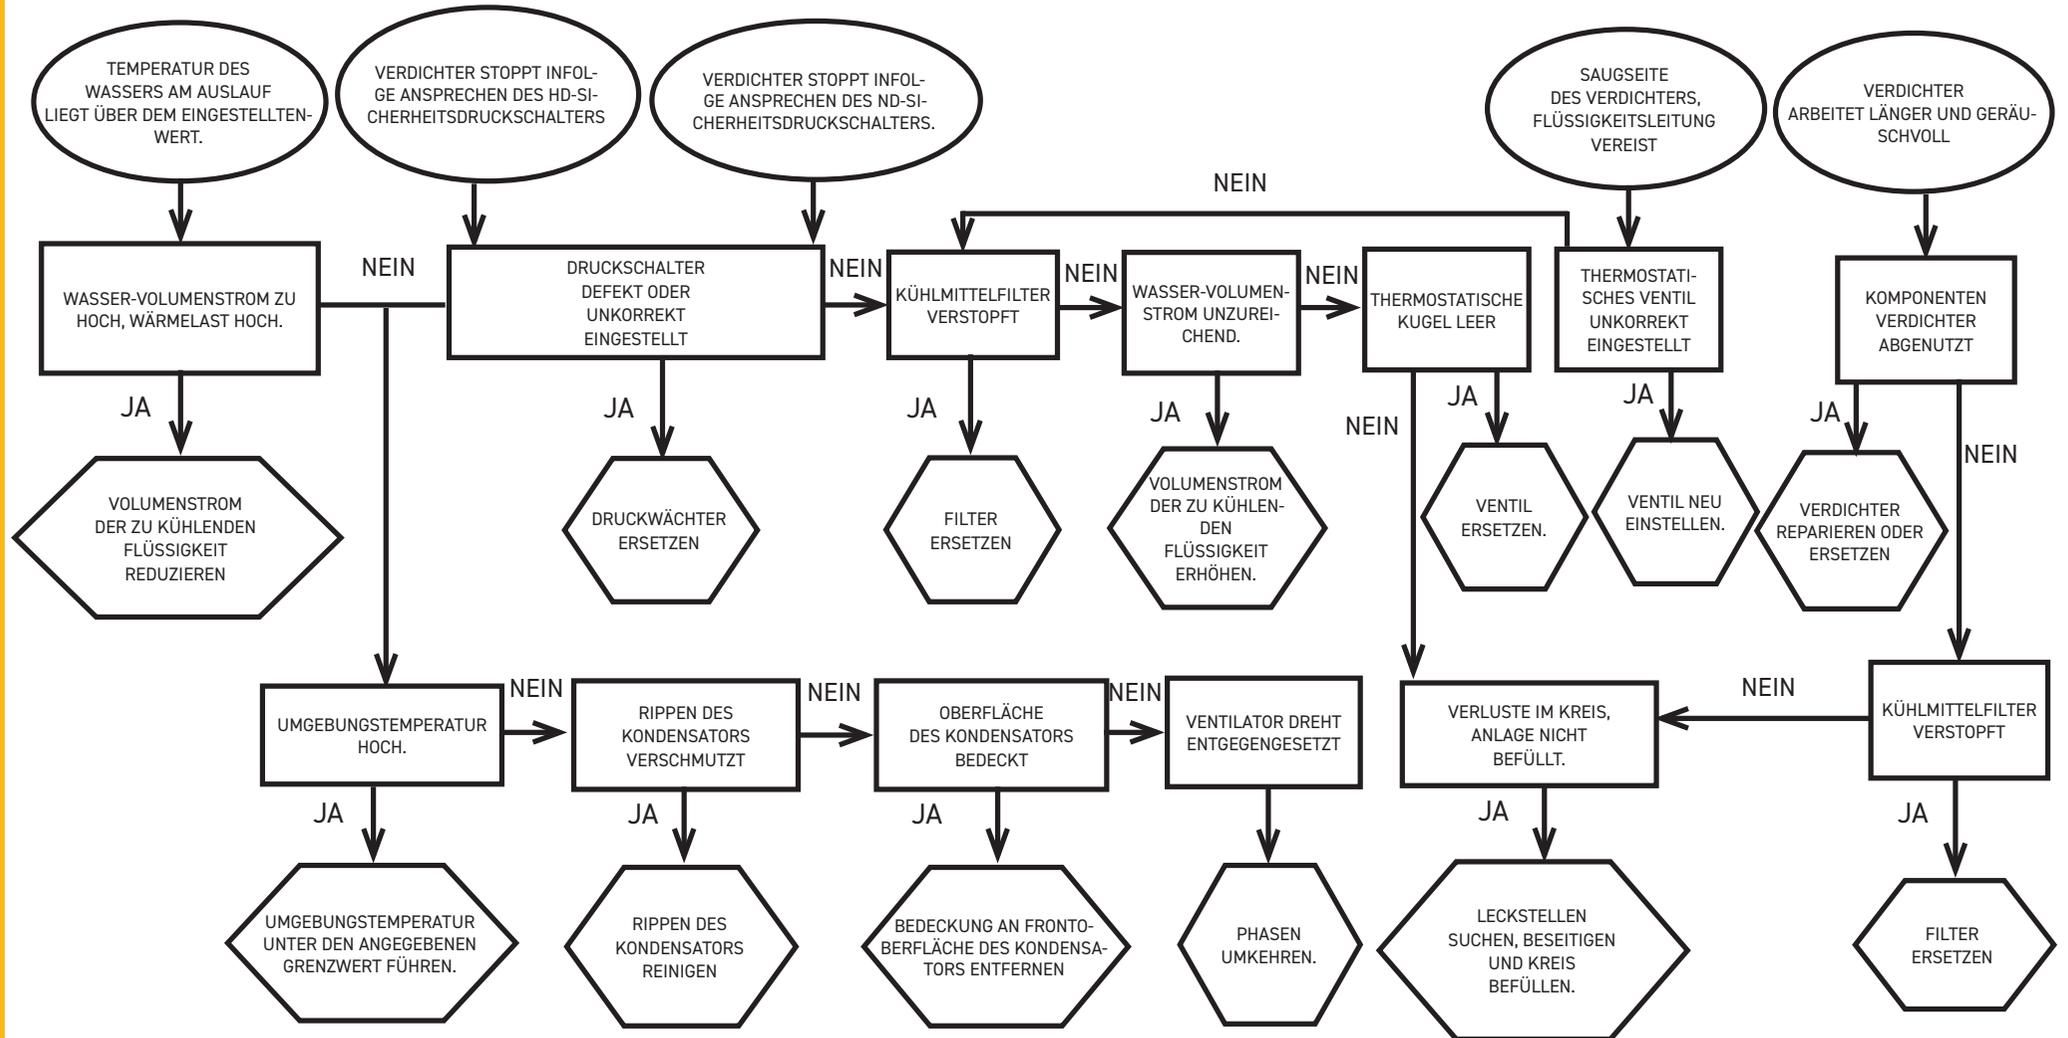 TEMPERATUR DES
WASSERS AM AUSLAUF
LIEGT ÜBER DEM EINGESTELLTEN-
WERT.
VERDICHTER STOPPT INFOL-
GE ANSPRECHEN DES HD-SI-
CHERHEITSDRUCKSCHALTERS
VERDICHTER STOPPT INFOL-
GE ANSPRECHEN DES ND-SI-
CHERHEITSDRUCKSCHALTERS.
SAUGSEITE
DES VERDICHTERS,
FLÜSSIGKEITSLEITUNG
VEREIST
VERDICHTER
ARBEITET LÄNGER UND GERÄU-
SCHVOLL
NEIN
WASSER-VOLUMENSTROM ZU
HOCH, WÄRMELAST HOCH.
NEIN
DRUCKSCHALTER
DEFEKT ODER
UNKORREKT
EINGESTELLT
NEIN
KÜHLMITTELFILTER
VERSTOPFT
NEIN
WASSER-VOLUMEN-
STROM UNZUREI-
CHEND.
NEIN
THERMOSTATISCHE
KUGEL LEER
THERMOSTATI-
SCHES VENTIL
UNKORREKT
EINGESTELLT
KOMPONENTEN
VERDICHTER
ABGENUTZT
JA
JA
JA
JA
NEIN
JA
JA
JA
NEIN
VOLUMENSTROM
DER ZU KÜHLENDEN
FLÜSSIGKEIT
REDUZIEREN
DRUCKWÄCHTER
ERSETZEN
FILTER
ERSETZEN
VOLUMENSTROM
DER ZU KÜHLEN-
DEN
FLÜSSIGKEIT
ERHÖHEN.
VENTIL
ERSETZEN.
VENTIL NEU
EINSTELLEN.
VERDICHTER
REPARIEREN ODER
ERSETZEN
UMGEBUNGSTEMPERATUR
HOCH.
NEIN
RIPPEN DES
KONDENSATORS
VERSCHMUTZT
NEIN
OBERFLÄCHE
DES KONDENSATORS
BEDECKT
NEIN
VENTILATOR DREHT
ENTGEGENGESETZT
VERLUSTE IM KREIS,
ANLAGE NICHT
BEFÜLLT.
NEIN
KÜHLMITTELFILTER
VERSTOPFT
JA
JA
JA
JA
JA
UMGEBUNGSTEMPERATUR
UNTER DEN ANGEGEBENEN
GRENZWERT FÜHREN.
RIPPEN DES
KONDENSATORS
REINIGEN
BEDECKUNG AN FRONTO-
BERFLÄCHE DES KONDENSA-
TORS ENTFERNEN
PHASEN
UMKEHREN.
LECKSTELLEN
SUCHEN, BESEITIGEN
UND KREIS
BEFÜLLEN.
FILTER
ERSETZEN